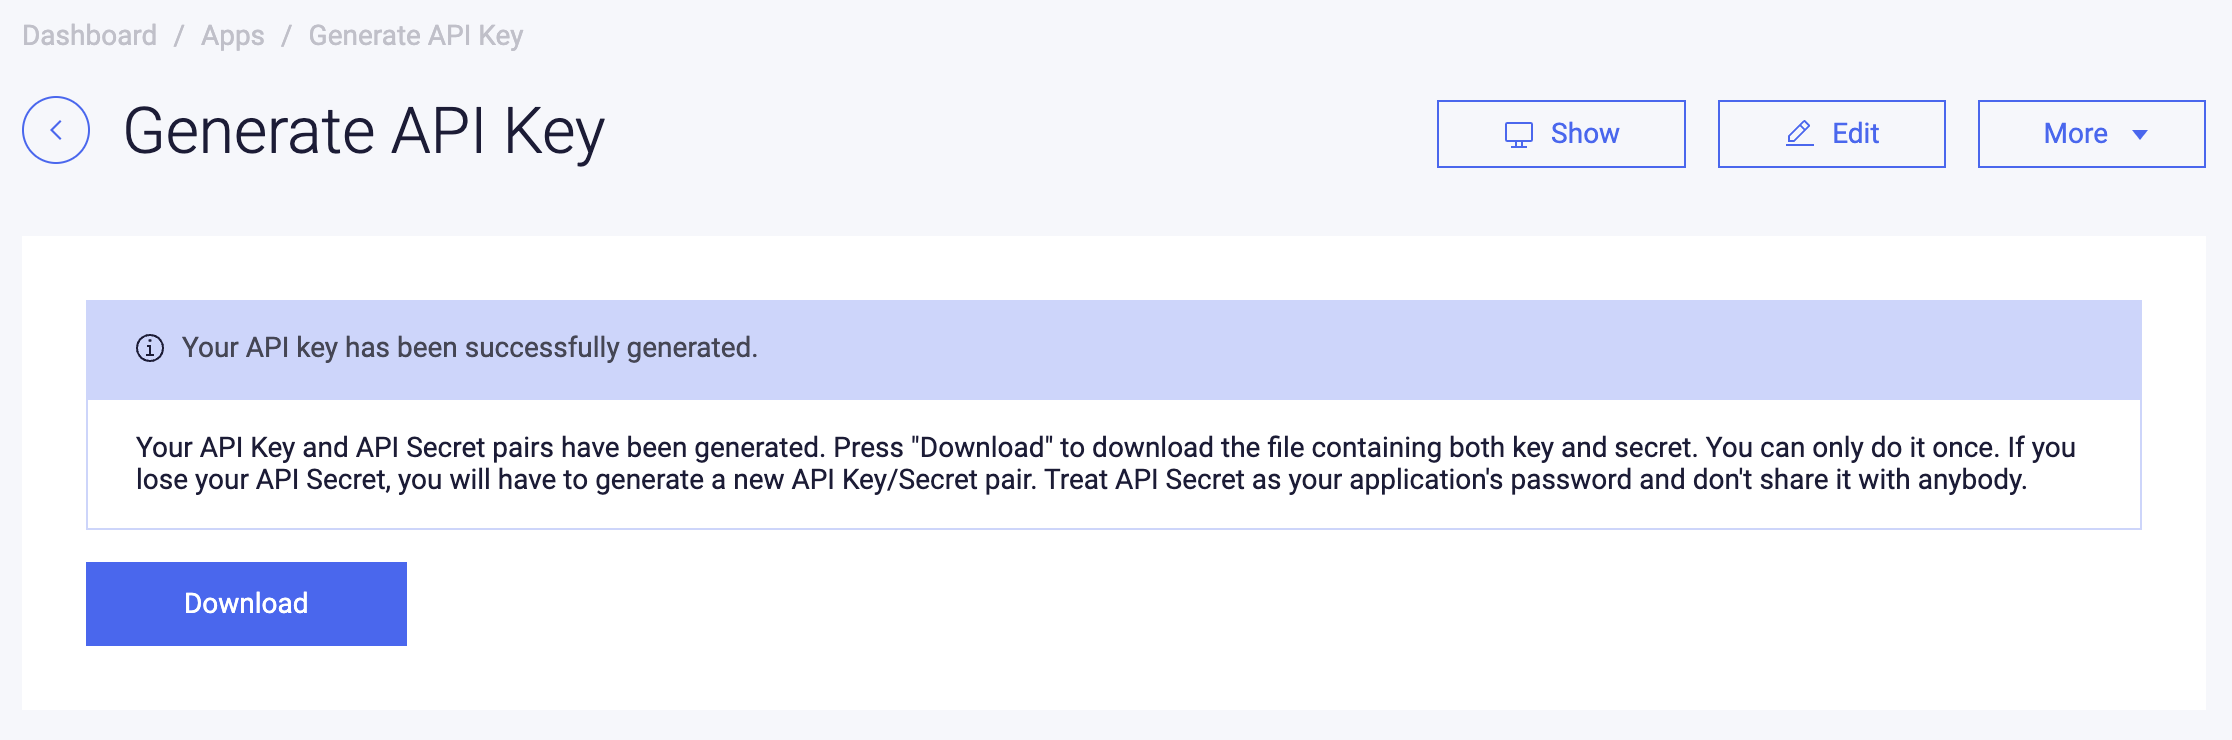 Dashboard / Apps / Generate API Key
Generate API Key
Show
Edit
More
Your API key has been successfully generated.
Your API Key and API Secret pairs have been generated. Press "Download" to download the file containing both key and secret. You can only do it once. If you
lose your API Secret, you will have to generate a new API Key/Secret pair. Treat API Secret as your application's password and don't share it with anybody.
Download